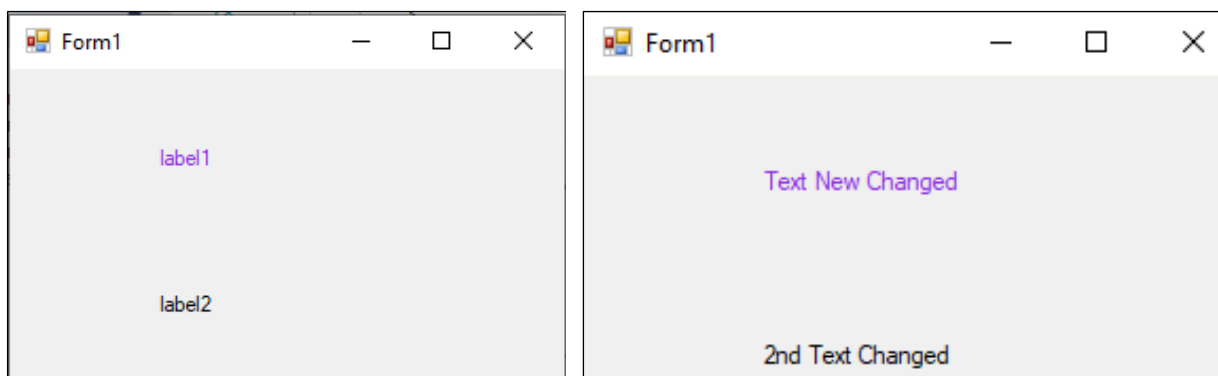 Form1
label1
label2
Form1
Text New Changed
2nd Text Changed